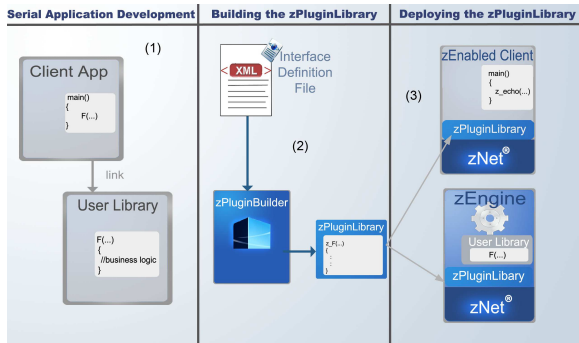 Serial Application Development
Building the zPluginLibrary
Deploying the zPluginLibrary
(1)
Client App
main()
{
F(...)
}
link
User Library
F(...)
{
//business logic
}
XML
Interface
Definition
File
(2)
zPluginBuilder
zPluginLibrary
z_F(...)
{
:
:
}
(3)
zEnabled Client
main()
{
z_echo(...)
}
zPluginLibrary
zNet®
zEngine
User Library
F(...)
zPluginLibary
zNet®